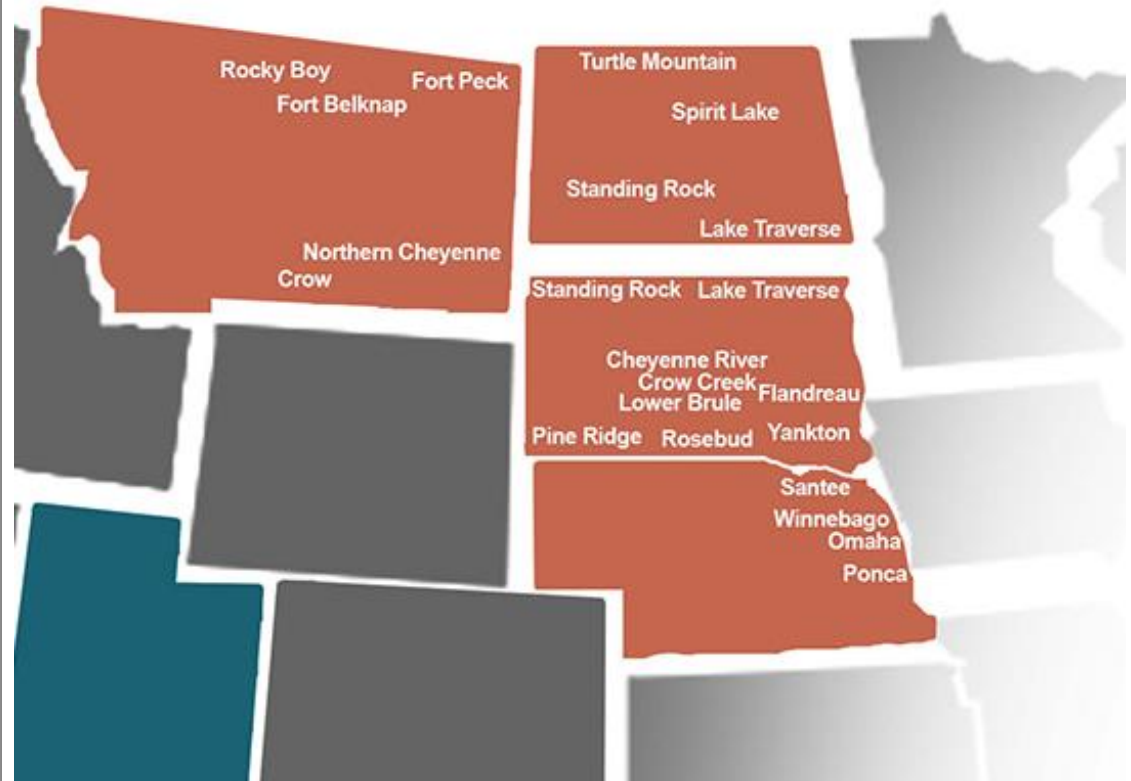 Rocky Boy
Fort Peck
Fort Belknap
Northern Cheyenne
Crow
Turtle Mountain
Spirit Lake
Standing Rock
Lake Traverse
Standing Rock
Lake Traverse
Cheyenne River
Crow Creek
Flandreau
Lower Brule
Pine Ridge
Rosebud
Yankton
Santee
Winnebago
Omaha
Ponca